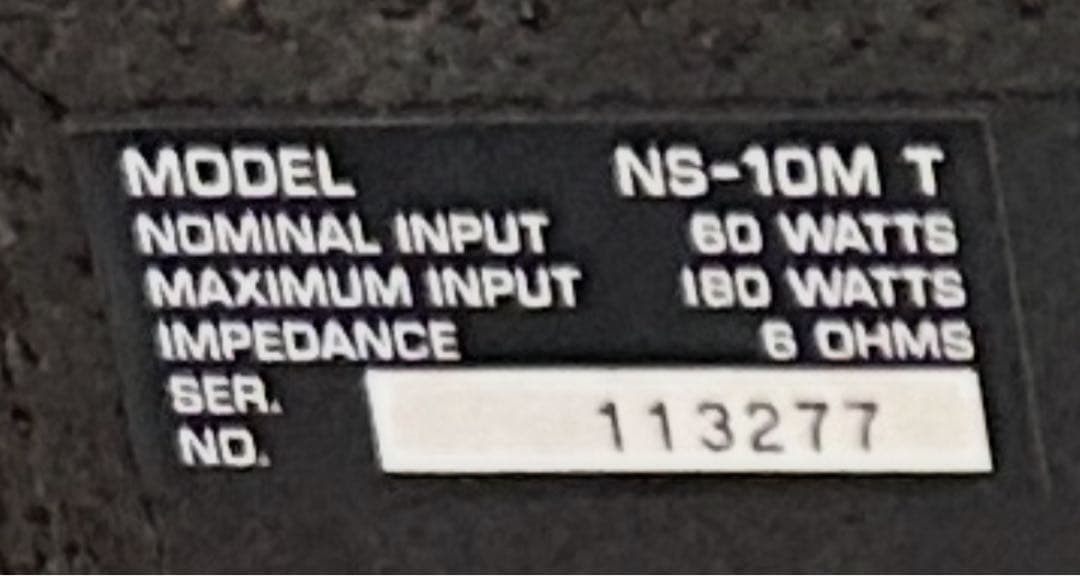 MODEL NS-10M T
NOMINAL INPUT 60 WATTS
MAXIMUM INPUT 180 WATTS
IMPEDANCE 6 OHMS
SER.
NO. 113277